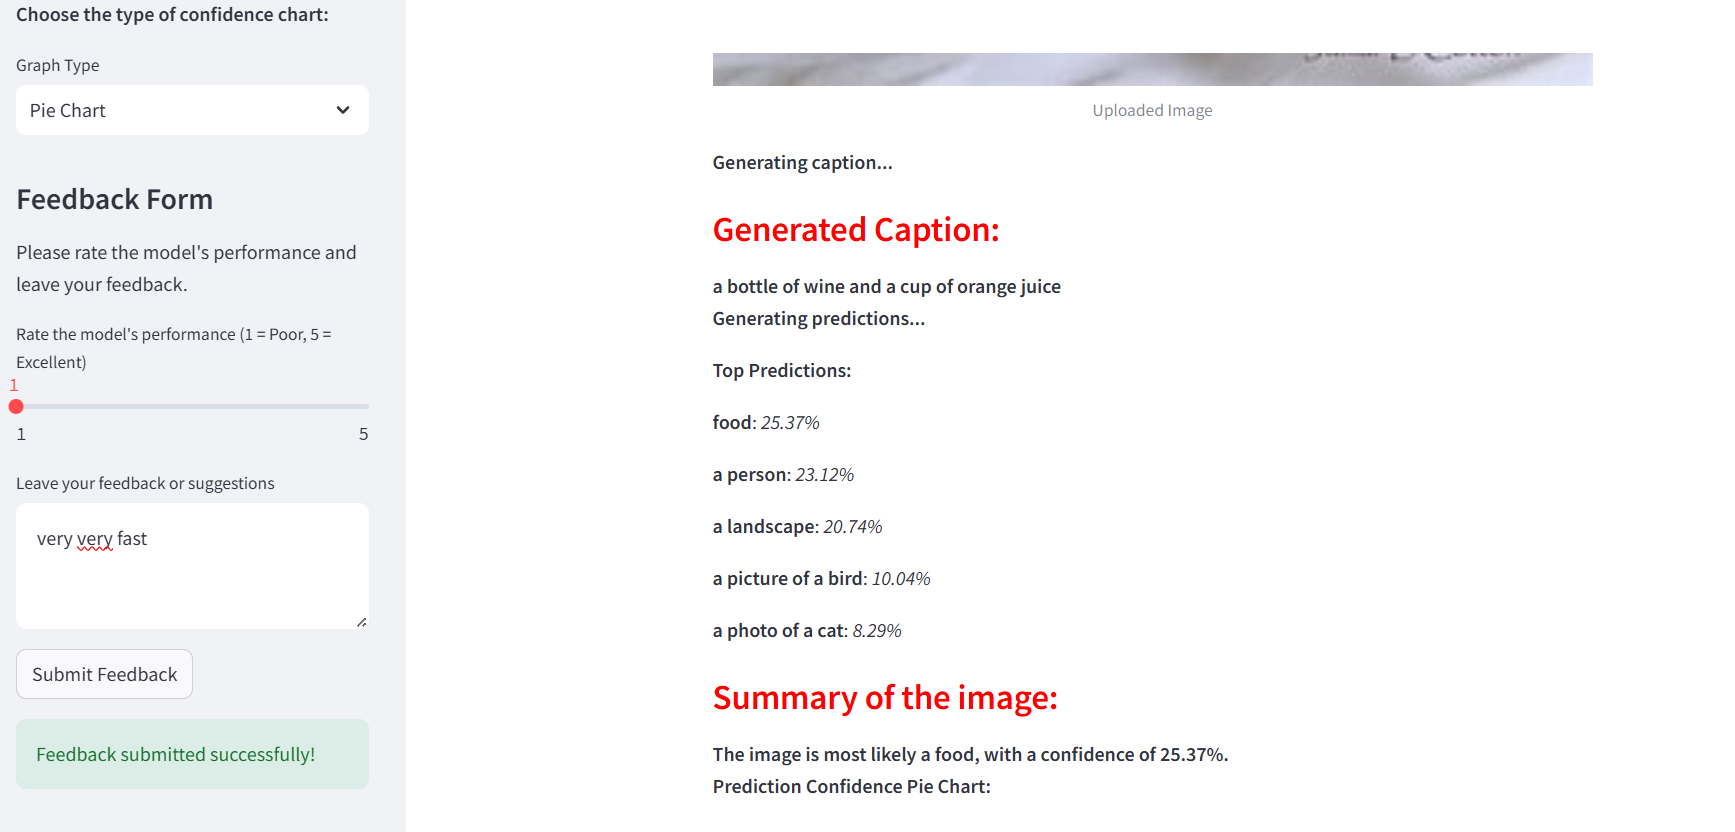 Choose the type of confidence chart:
Graph Type
Pie Chart
Feedback Form
Please rate the model's performance and
leave your feedback.
Rate the model's performance (1 = Poor, 5 =
Excellent)
1
1 5
Leave your feedback or suggestions
very very fast
Submit Feedback
Feedback submitted successfully!
Uploaded Image
Generating caption...
Generated Caption:
a bottle of wine and a cup of orange juice
Generating predictions...
Top Predictions:
food: 25.37%
a person: 23.12%
a landscape: 20.74%
a picture of a bird: 10.04%
a photo of a cat: 8.29%
Summary of the image:
The image is most likely a food, with a confidence of 25.37%.
Prediction Confidence Pie Chart: